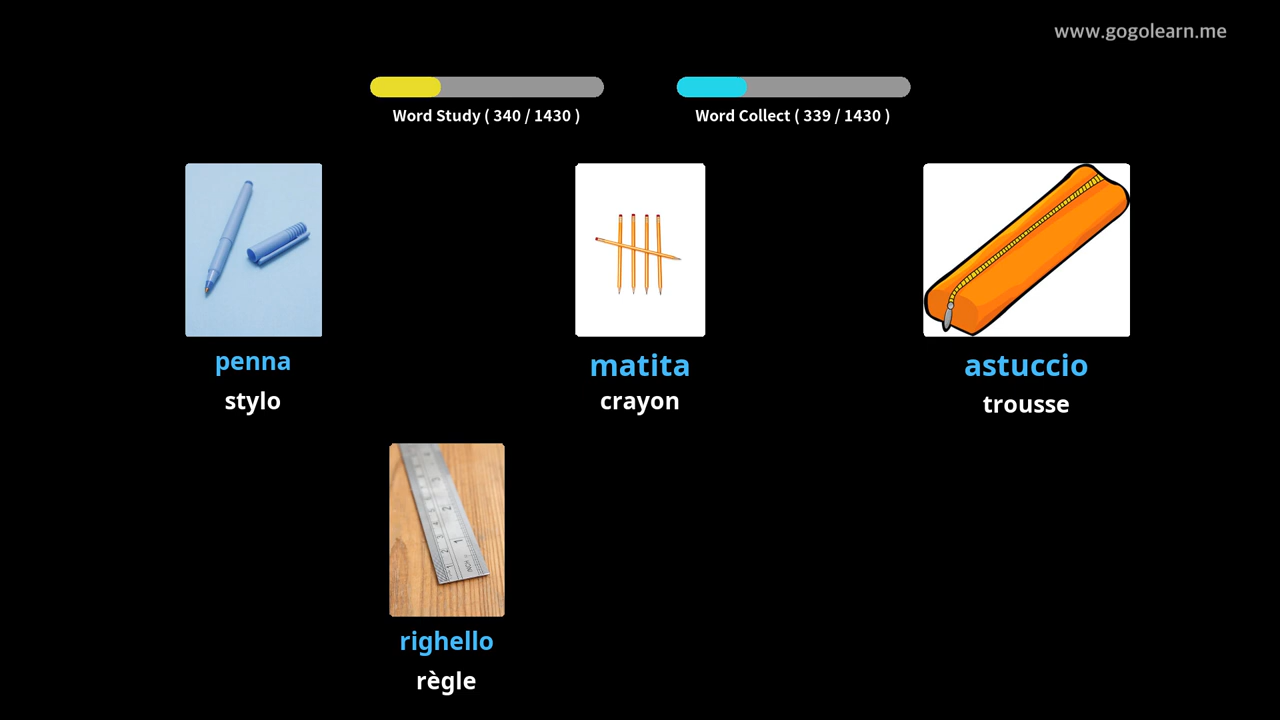 www.gogolearn.me
Word Study ( 340 / 1430 )
Word Collect ( 339 / 1430 )
penna
stylo
matita
crayon
astuccio
trousse
righello
règle